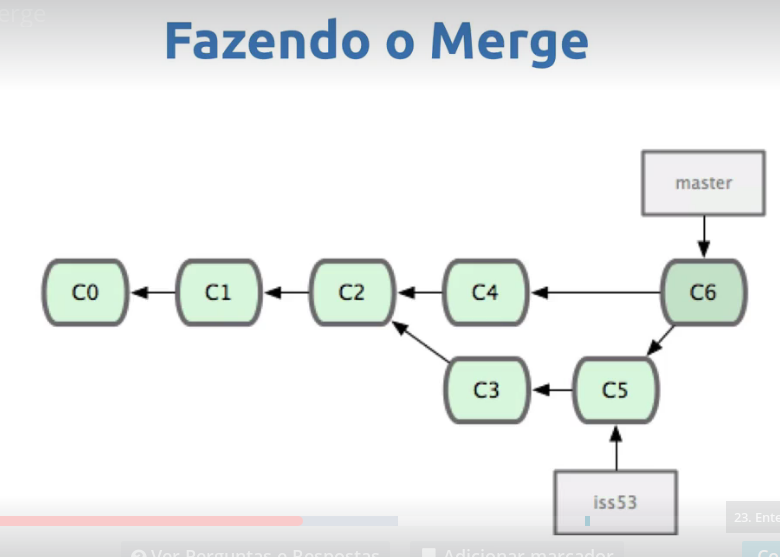 erge
Fazendo o Merge
master
C0
C1
C2
C4
C6
C3
C5
iss53
23. Ente
Ver Perguntas e Respostas
Adicionar marcador